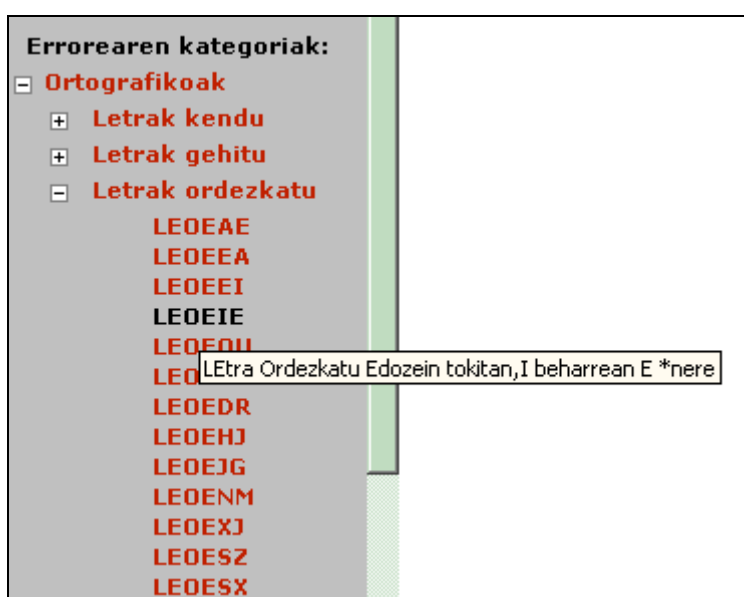 Errorearen kategoriak:
Ortografikoak
Letrak kendu
Letrak gehitu
Letrak ordezkatu
LEOEAE
LEOEEA
LEOEEI
LEOEIE
LEOEOU
LEtra Ordezkatu Edozein tokitan,I beharrean E *nere
LEOEDR
LEOEHJ
LEOEJG
LEOENM
LEOEXJ
LEOESZ
LEOESX